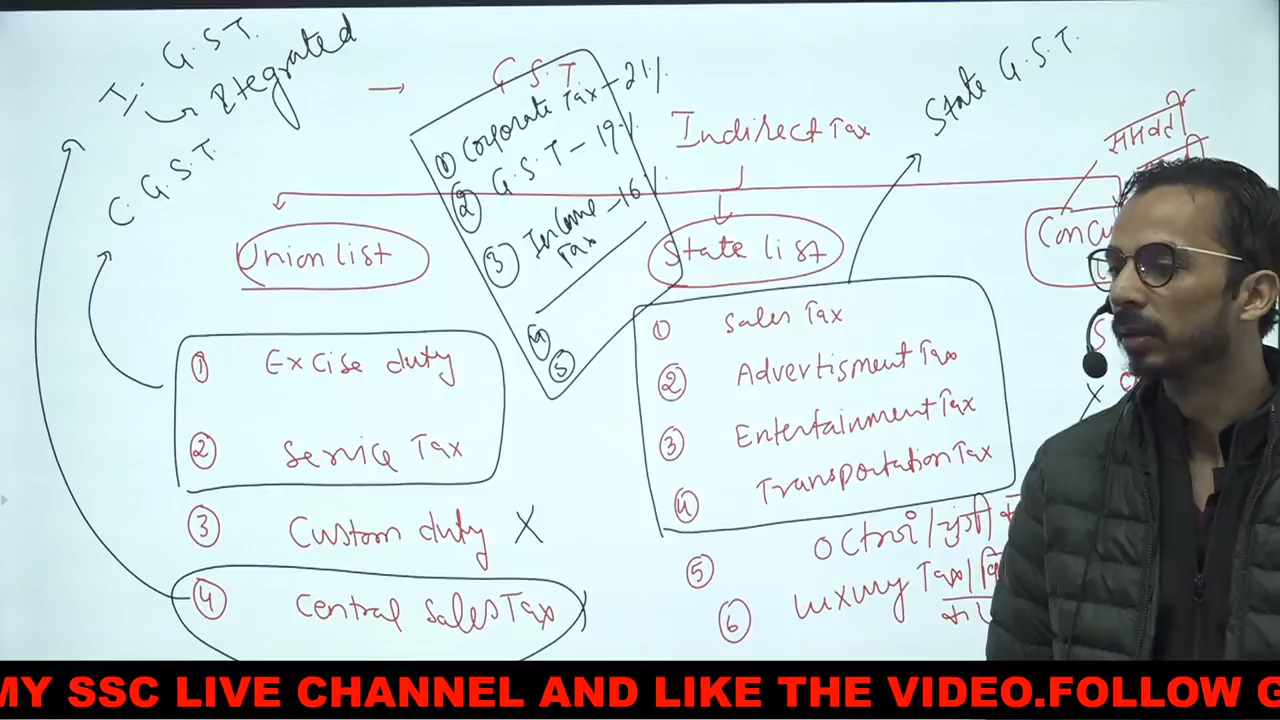 I. G.S.T.
Integrated
C. G.S.T.
G.S.T.
① Corporate Tax - 21%
② G.S.T - 19%
③ Income Tax - 16%
④
⑤
Indirect Tax
State G.S.T.
समवर्ती
Union list
State list
① Excise duty
② Service Tax
③ Custom duty X
④ Central Sales Tax
① Sales Tax
② Advertisment Tax
③ Entertainment Tax
④ Transportation Tax
⑤ Octroi / चुंगी
⑥ Luxury Tax /
MY SSC LIVE CHANNEL AND LIKE THE VIDEO.FOLLOW G